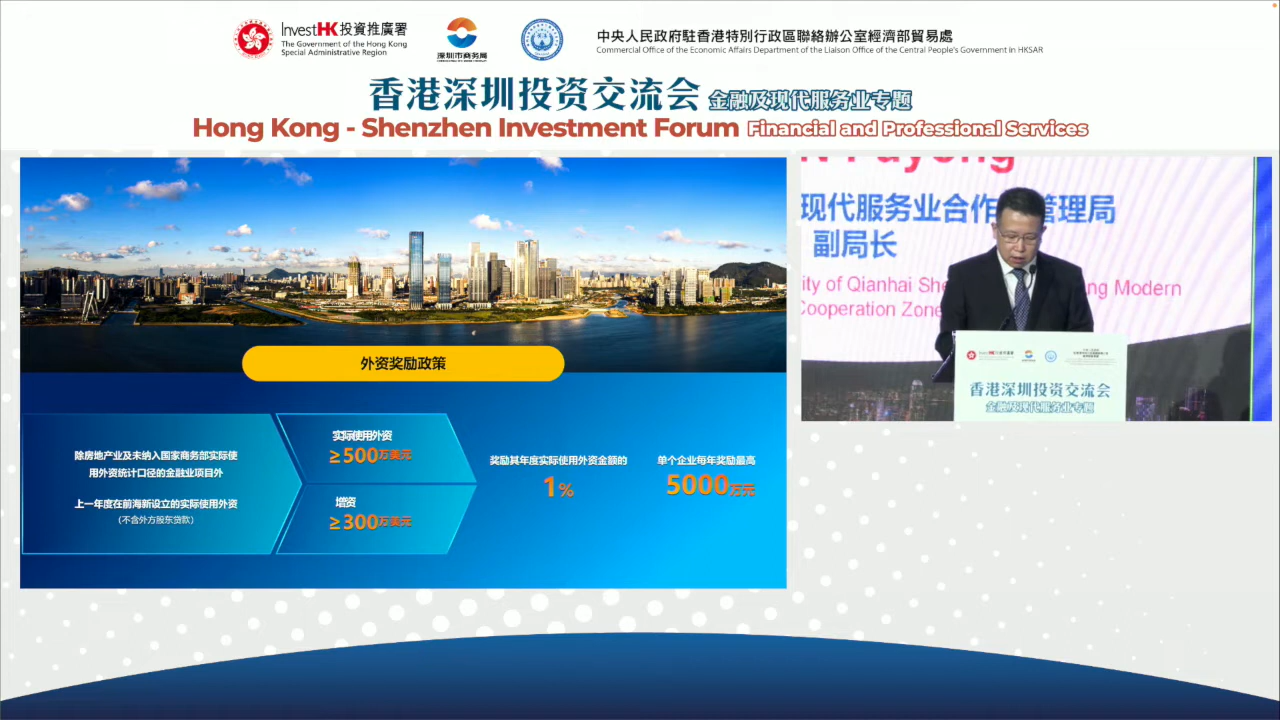 InvestHK 投資推廣署
The Government of the Hong Kong
Special Administrative Region
深圳市商务局
中央人民政府駐香港特別行政區聯絡辦公室經濟部貿易處
Commercial Office of the Economic Affairs Department of the Liaison Office of the Central People's Government in HKSAR
香港深圳投资交流会 金融及现代服务业专题
Hong Kong - Shenzhen Investment Forum Financial and Professional Services
外资奖励政策
除房地产业及未纳入国家商务部实际使
用外资统计口径的金融业项目外
上一年度在前海新设立的实际使用外资
(不含外方股东贷款)
实际使用外资
≥500万美元
增资
≥300万美元
奖励其年度实际使用外资金额的
1%
单个企业每年奖励最高
5000万元
Fuyong
现代服务业合作 管理局
副局长
ity of Qianhai She ng Modern
Cooperation Zone
InvestHK
香港深圳投资交流会
金融及现代服务业专题